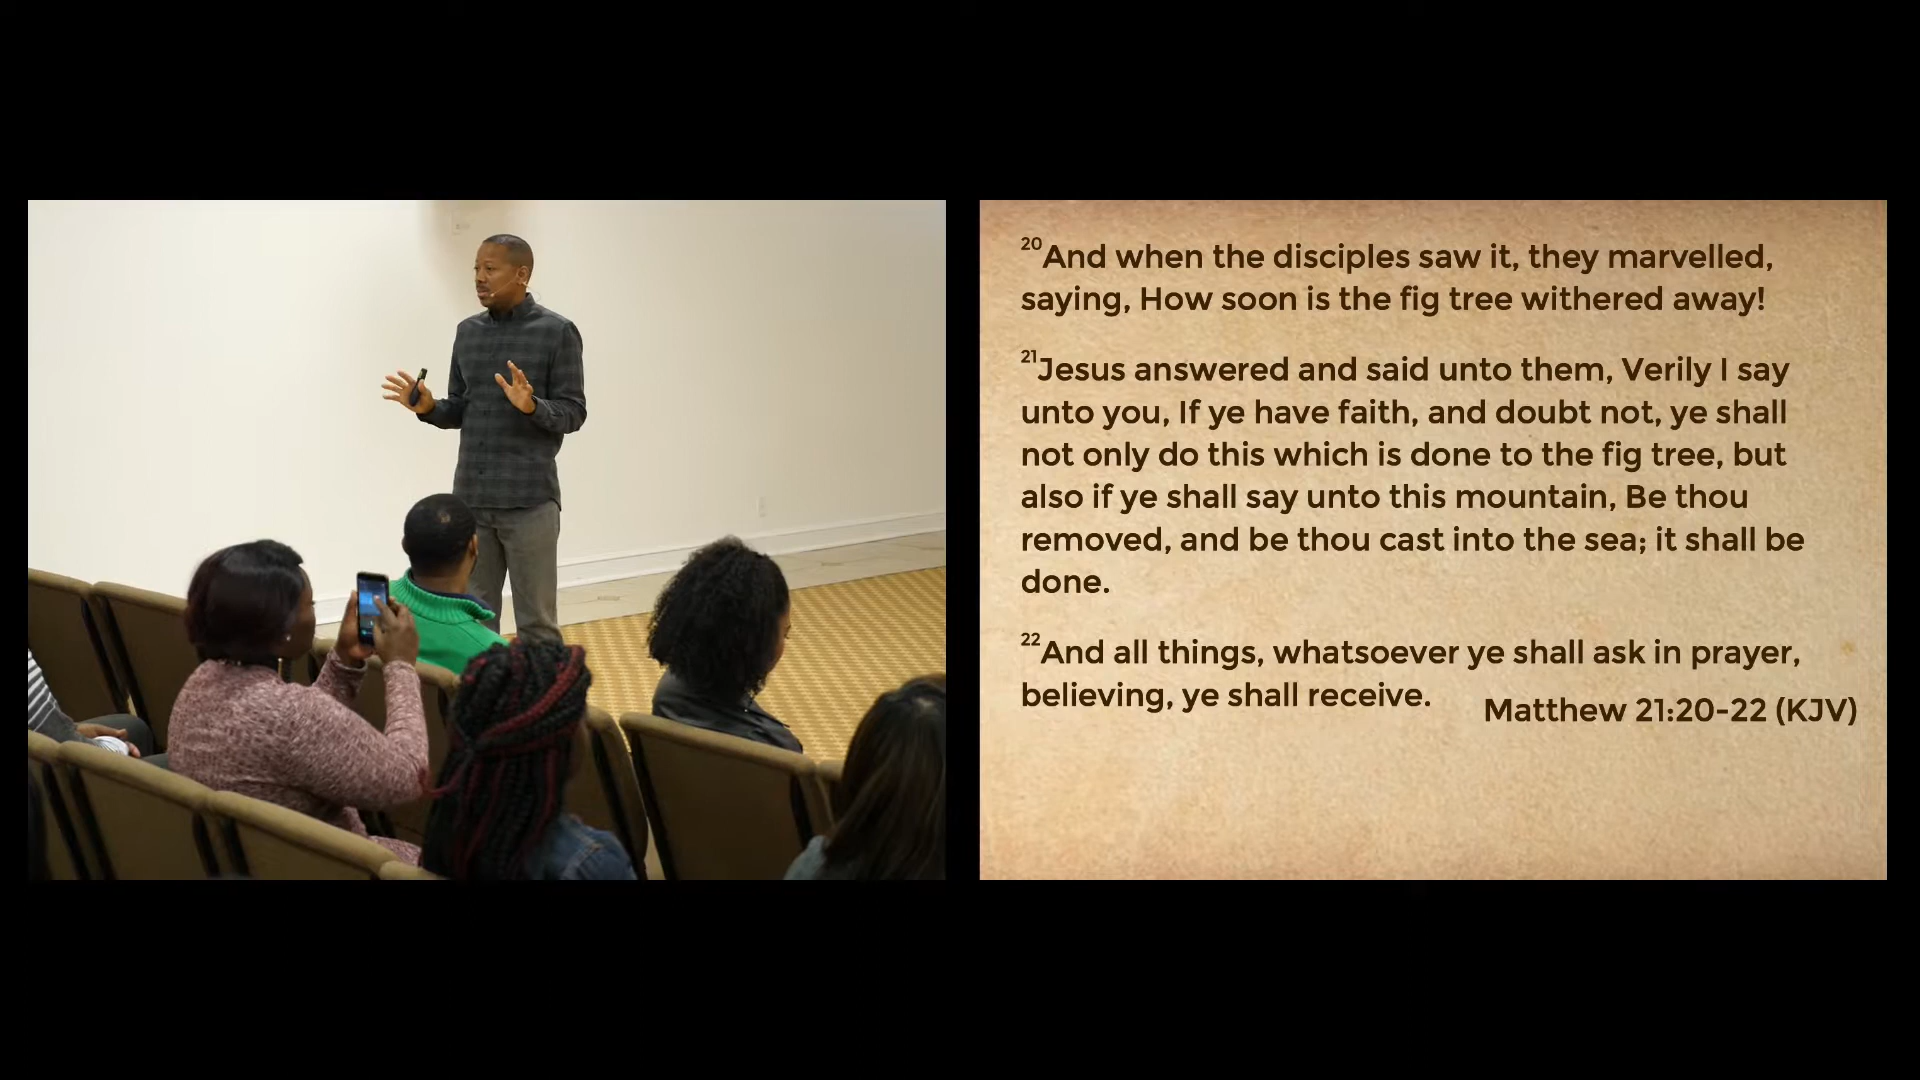 20And when the disciples saw it, they marvelled,
saying, How soon is the fig tree withered away!
21Jesus answered and said unto them, Verily I say
unto you, If ye have faith, and doubt not, ye shall
not only do this which is done to the fig tree, but
also if ye shall say unto this mountain, Be thou
removed, and be thou cast into the sea; it shall be
done.
22And all things, whatsoever ye shall ask in prayer,
believing, ye shall receive.
Matthew 21:20-22 (KJV)